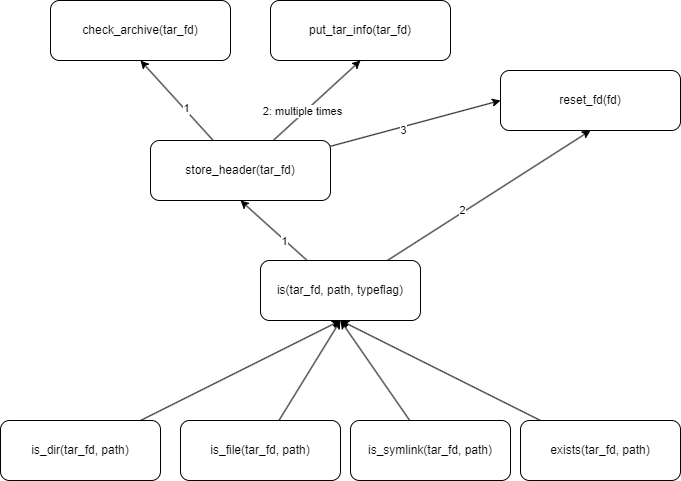 check_archive(tar_fd)
put_tar_info(tar_fd)
reset_fd(fd)
1
2: multiple times
3
store_header(tar_fd)
2
1
is(tar_fd, path, typeflag)
is_dir(tar_fd, path)
is_file(tar_fd, path)
is_symlink(tar_fd, path)
exists(tar_fd, path)